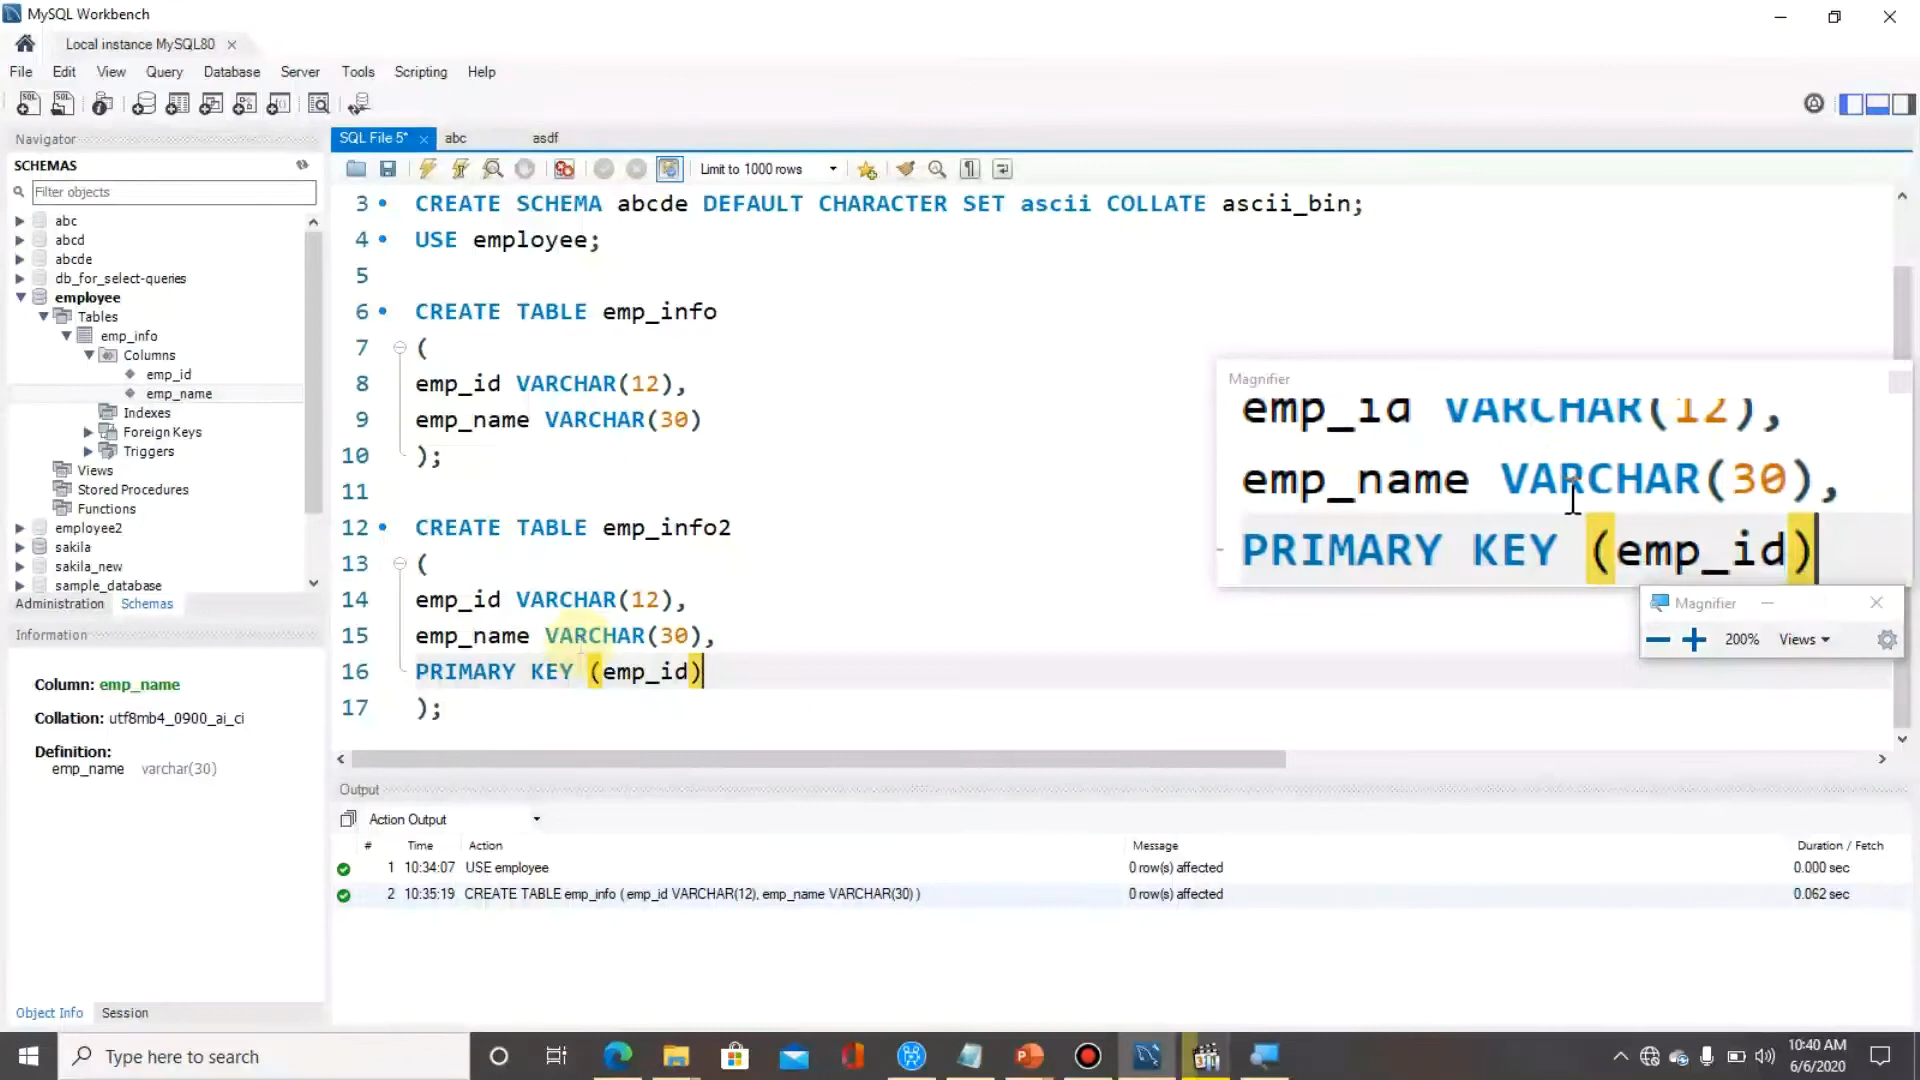 MySQL Workbench
Local instance MySQL80
File Edit View Query Database Server Tools Scripting Help
Navigator
SCHEMAS
Filter objects
abc
abcd
abcde
db_for_select-queries
employee
Tables
emp_info
Columns
emp_id
emp_name
Indexes
Foreign Keys
Triggers
Views
Stored Procedures
Functions
employee2
sakila
sakila_new
sample_database
Administration Schemas
Information
Column: emp_name
Collation: utf8mb4_0900_ai_ci
Definition:
emp_name varchar(30)
Object Info Session
SQL File 5* abc asdf
Limit to 1000 rows
3 CREATE SCHEMA abcde DEFAULT CHARACTER SET ascii COLLATE ascii_bin;
4 USE employee;
5
6 CREATE TABLE emp_info
7 (
8 emp_id VARCHAR(12),
9 emp_name VARCHAR(30)
10 );
11
12 CREATE TABLE emp_info2
13 (
14 emp_id VARCHAR(12),
15 emp_name VARCHAR(30),
16 PRIMARY KEY (emp_id)
17 );
Magnifier
emp_id VARCHAR(12),
emp_name VARCHAR(30),
PRIMARY KEY (emp_id)
Magnifier
200% Views
Output
Action Output
# Time Action Message Duration / Fetch
1 10:34:07 USE employee 0 row(s) affected 0.000 sec
2 10:35:19 CREATE TABLE emp_info ( emp_id VARCHAR(12), emp_name VARCHAR(30) ) 0 row(s) affected 0.062 sec
Type here to search
10:40 AM
6/6/2020